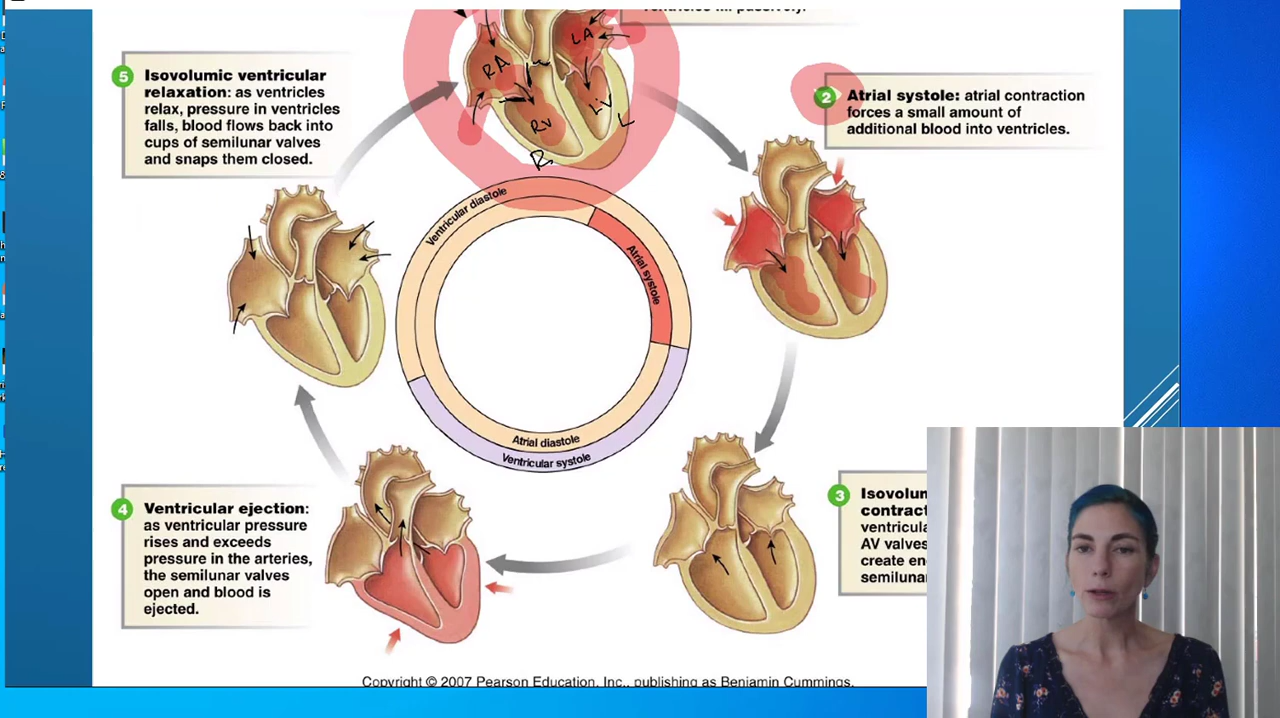 ventricles fill passively.
RA
LA
RV
LV
L
R
5 Isovolumic ventricular
relaxation: as ventricles
relax, pressure in ventricles
falls, blood flows back into
cups of semilunar valves
and snaps them closed.
2 Atrial systole: atrial contraction
forces a small amount of
additional blood into ventricles.
Ventricular diastole
Atrial systole
Atrial diastole
Ventricular systole
4 Ventricular ejection:
as ventricular pressure
rises and exceeds
pressure in the arteries,
the semilunar valves
open and blood is
ejected.
3 Isovolum
contract
ventricula
AV valves
create en
semilunar
Copyright © 2007 Pearson Education, Inc., publishing as Benjamin Cummings.